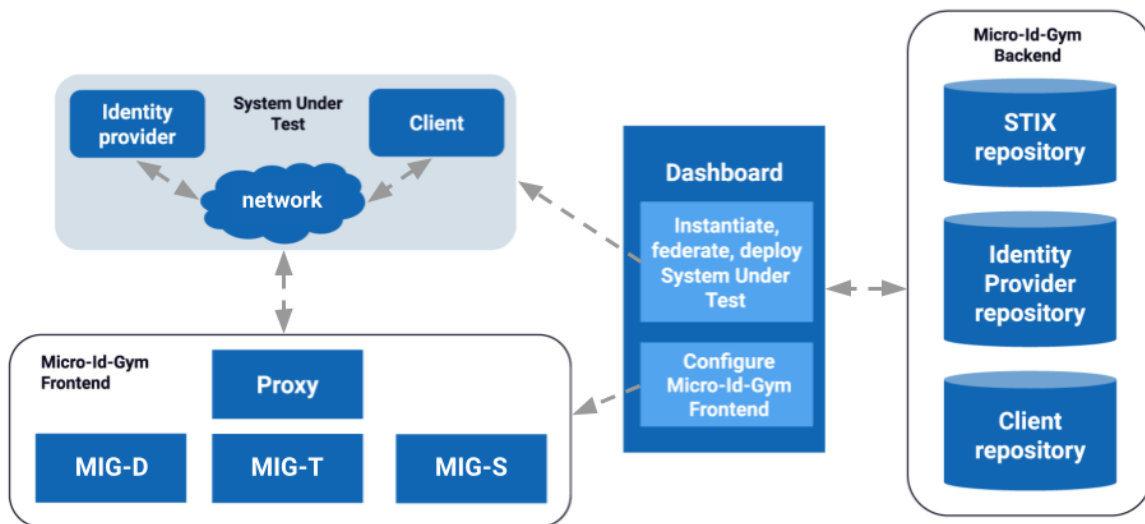 Micro-Id-Gym
Backend
STIX
repository
Identity
Provider
repository
Client
repository
System Under
Test
Identity
provider
Client
network
Dashboard
Instantiate,
federate, deploy
System Under
Test
Configure
Micro-Id-Gym
Frontend
Micro-Id-Gym
Frontend
Proxy
MIG-D
MIG-T
MIG-S